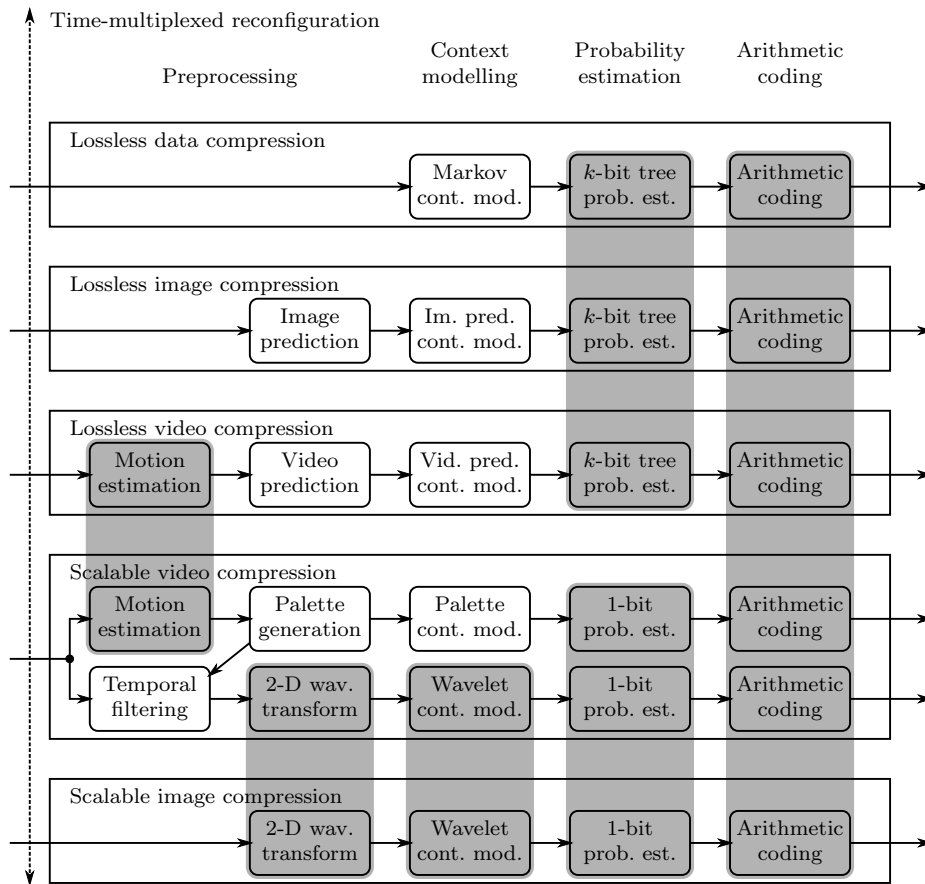 Time-multiplexed reconfiguration
Preprocessing
Context
modelling
Probability
estimation
Arithmetic
coding
Lossless data compression
Markov
cont. mod.
k-bit tree
prob. est.
Arithmetic
coding
Lossless image compression
Image
prediction
Im. pred.
cont. mod.
k-bit tree
prob. est.
Arithmetic
coding
Lossless video compression
Motion
estimation
Video
prediction
Vid. pred.
cont. mod.
k-bit tree
prob. est.
Arithmetic
coding
Scalable video compression
Motion
estimation
Palette
generation
Palette
cont. mod.
1-bit
prob. est.
Arithmetic
coding
Temporal
filtering
2-D wav.
transform
Wavelet
cont. mod.
1-bit
prob. est.
Arithmetic
coding
Scalable image compression
2-D wav.
transform
Wavelet
cont. mod.
1-bit
prob. est.
Arithmetic
coding